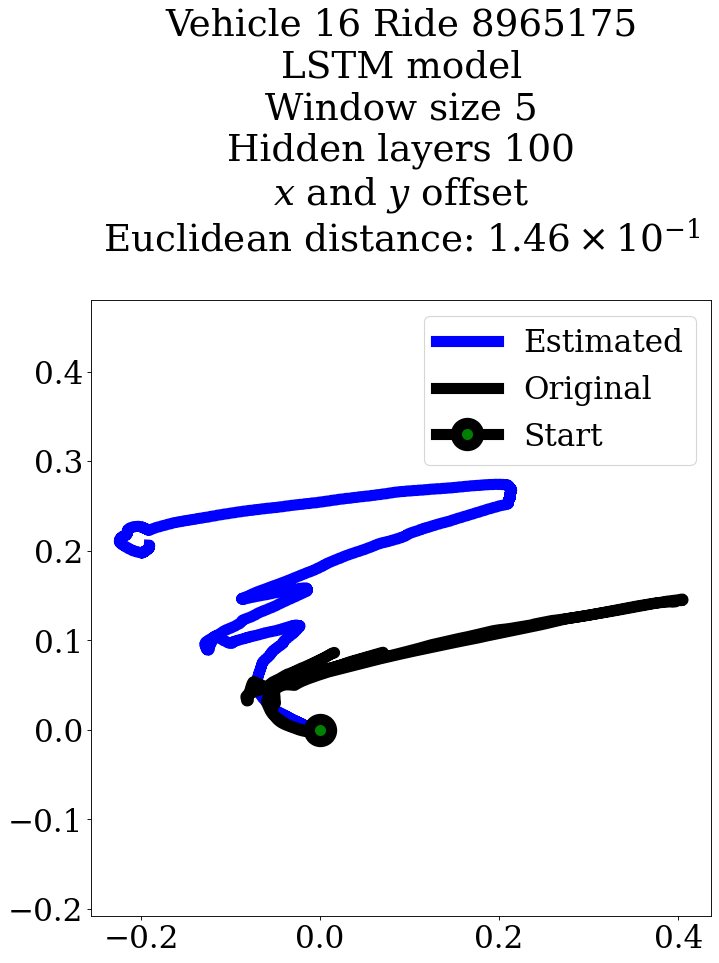 Vehicle 16 Ride 8965175
LSTM model
Window size 5
Hidden layers 100
x and y offset
Euclidean distance: 1.46 × 10⁻¹
Estimated
Original
Start
0.4
0.3
0.2
0.1
0.0
−0.1
−0.2
−0.2 0.0 0.2 0.4